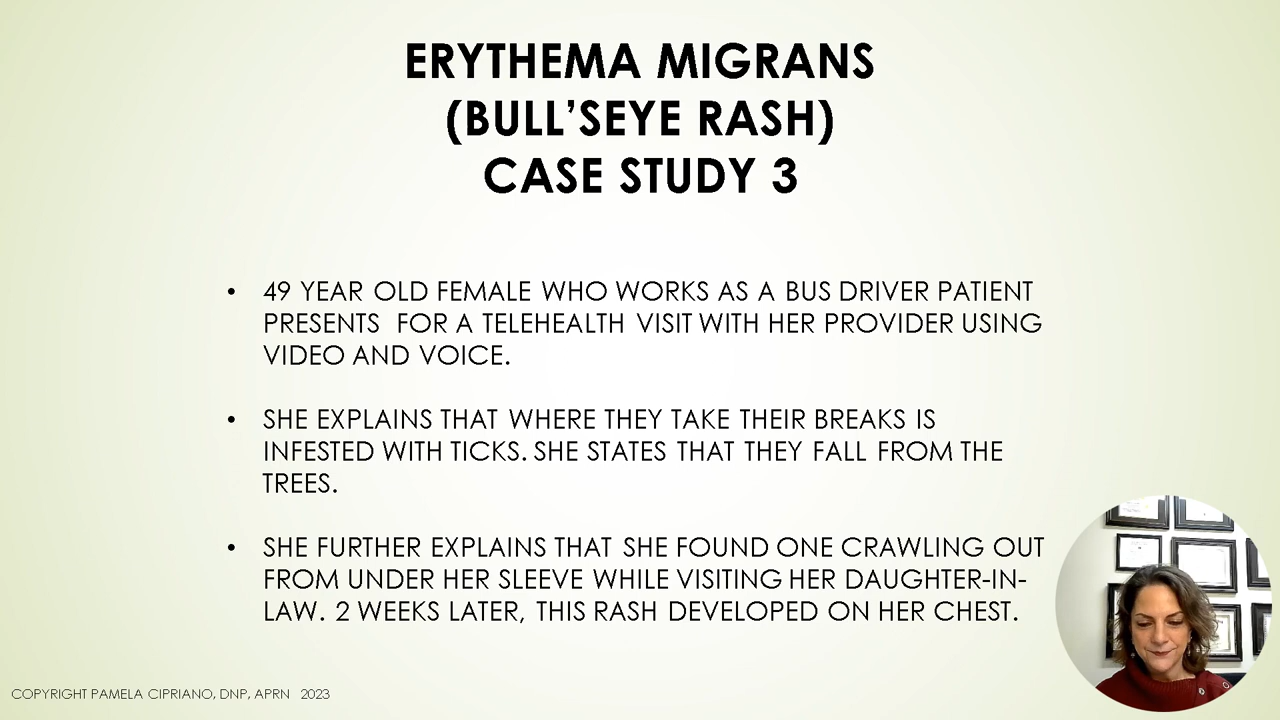 ERYTHEMA MIGRANS
(BULL'SEYE RASH)
CASE STUDY 3
• 49 YEAR OLD FEMALE WHO WORKS AS A BUS DRIVER PATIENT
PRESENTS FOR A TELEHEALTH VISIT WITH HER PROVIDER USING
VIDEO AND VOICE.
• SHE EXPLAINS THAT WHERE THEY TAKE THEIR BREAKS IS
INFESTED WITH TICKS. SHE STATES THAT THEY FALL FROM THE
TREES.
• SHE FURTHER EXPLAINS THAT SHE FOUND ONE CRAWLING OUT
FROM UNDER HER SLEEVE WHILE VISITING HER DAUGHTER-IN-
LAW. 2 WEEKS LATER, THIS RASH DEVELOPED ON HER CHEST.
COPYRIGHT PAMELA CIPRIANO, DNP, APRN 2023